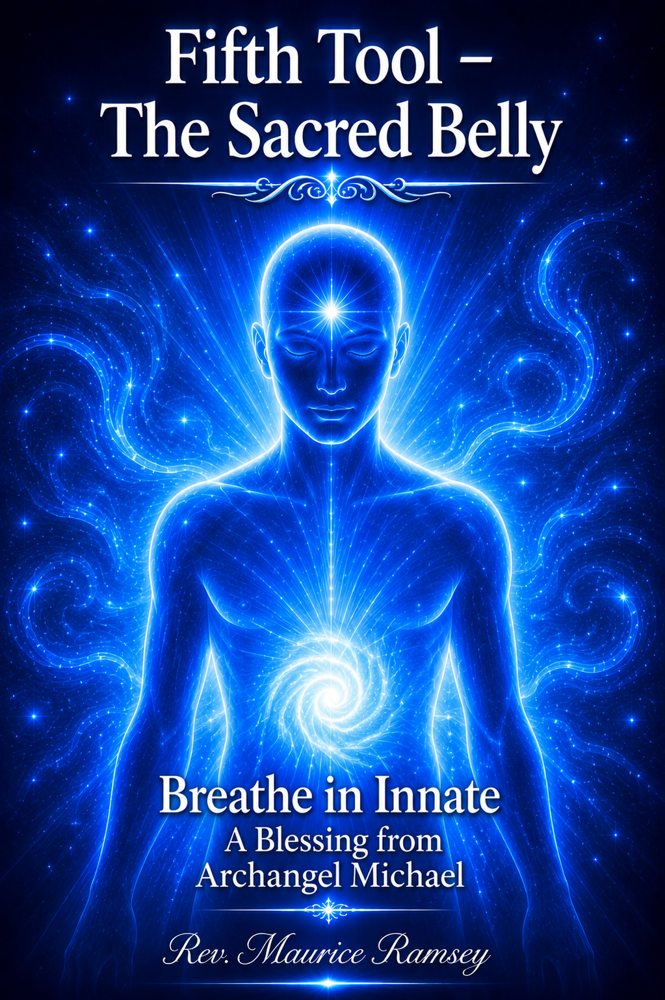 Fifth Tool –
The Sacred Belly
Breathe in Innate
A Blessing from
Archangel Michael
Rev. Maurice Ramsey